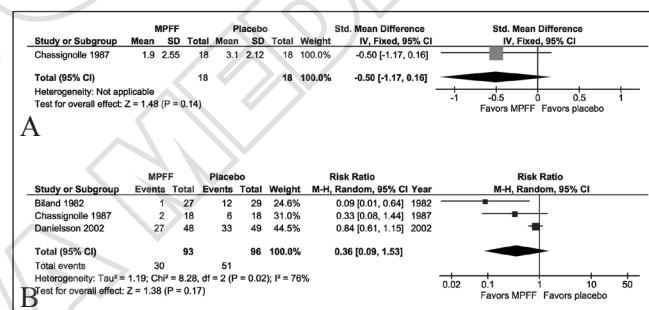 MPFF Placebo Std. Mean Difference Std. Mean Difference
Study or Subgroup Mean SD Total Mean SD Total Weight IV, Fixed, 95% CI IV, Fixed, 95% CI
Chassignolle 1987 1.9 2.55 18 3.1 2.12 18 100.0% -0.50 [-1.17, 0.16]
Total (95% CI) 18 18 100.0% -0.50 [-1.17, 0.16]
Heterogeneity: Not applicable
Test for overall effect: Z = 1.48 (P = 0.14)
-1 -0.5 0 0.5 1
Favors MPFF Favors placebo
A
MPFF Placebo Risk Ratio Risk Ratio
Study or Subgroup Events Total Events Total Weight M-H, Random, 95% CI Year M-H, Random, 95% CI
Biland 1982 1 27 12 29 24.6% 0.09 [0.01, 0.64] 1982
Chassignolle 1987 2 18 6 18 31.0% 0.33 [0.08, 1.44] 1987
Danielsson 2002 27 48 33 49 44.5% 0.84 [0.61, 1.15] 2002
Total (95% CI) 93 96 100.0% 0.36 [0.09, 1.53]
Total events 30 51
Heterogeneity: Tau² = 1.19; Chi² = 8.28, df = 2 (P = 0.02); I² = 76%
Test for overall effect: Z = 1.38 (P = 0.17)
0.02 0.1 1 10 50
Favors MPFF Favors placebo
B